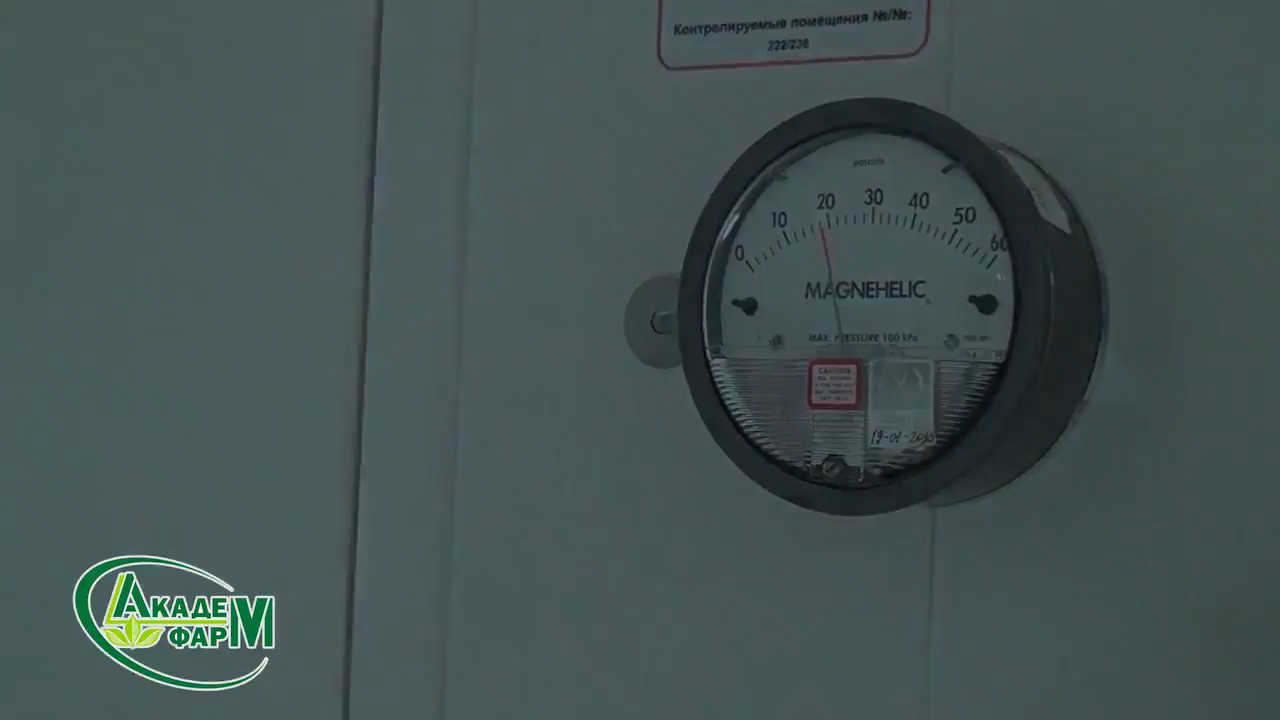 Контролируемые помещения №/№:
222/236
pascals
0 10 20 30 40 50 60
MAGNEHELIC
MAX. PRESSURE 100 kPa
CAUTION
19-01-
АКАДЕМ
ФАРМ